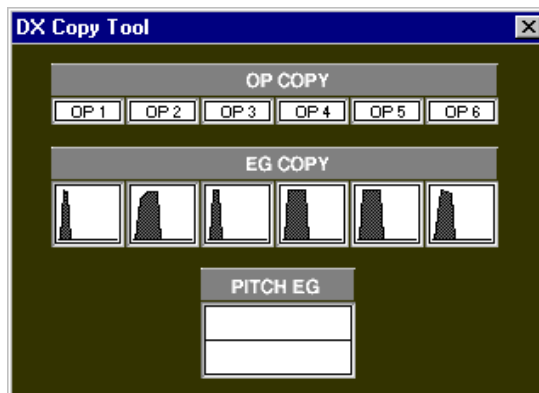 DX Copy Tool
OP COPY
OP 1 OP 2 OP 3 OP 4 OP 5 OP 6
EG COPY
PITCH EG